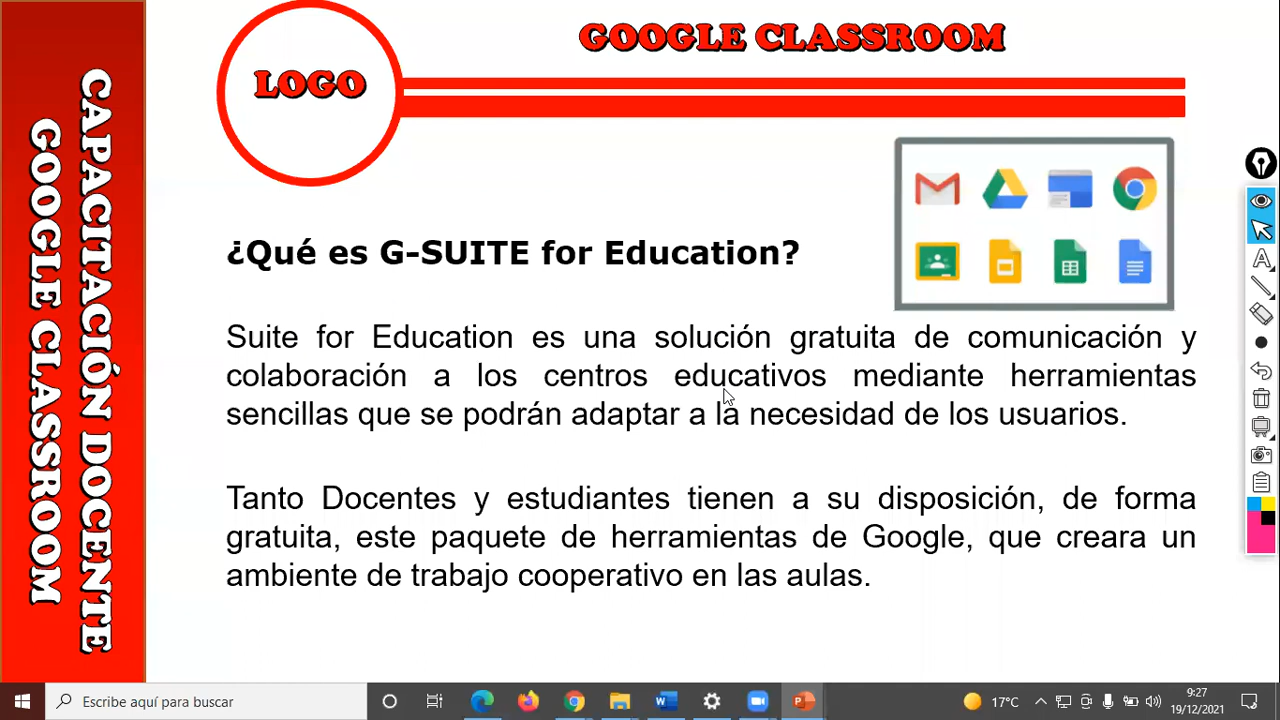 CAPACITACIÓN DOCENTE
GOOGLE CLASSROOM
LOGO
GOOGLE CLASSROOM
¿Qué es G-SUITE for Education?
Suite for Education es una solución gratuita de comunicación y
colaboración a los centros educativos mediante herramientas
sencillas que se podrán adaptar a la necesidad de los usuarios.
Tanto Docentes y estudiantes tienen a su disposición, de forma
gratuita, este paquete de herramientas de Google, que creara un
ambiente de trabajo cooperativo en las aulas.
A
Escribe aquí para buscar
17°C
9:27
19/12/2021